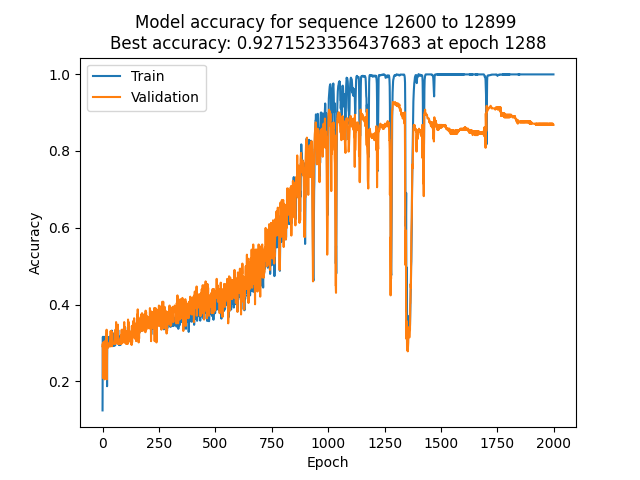 Model accuracy for sequence 12600 to 12899
Best accuracy: 0.9271523356437683 at epoch 1288
Train
Validation
1.0
0.8
0.6
0.4
0.2
Accuracy
0
250
500
750
1000
1250
1500
1750
2000
Epoch